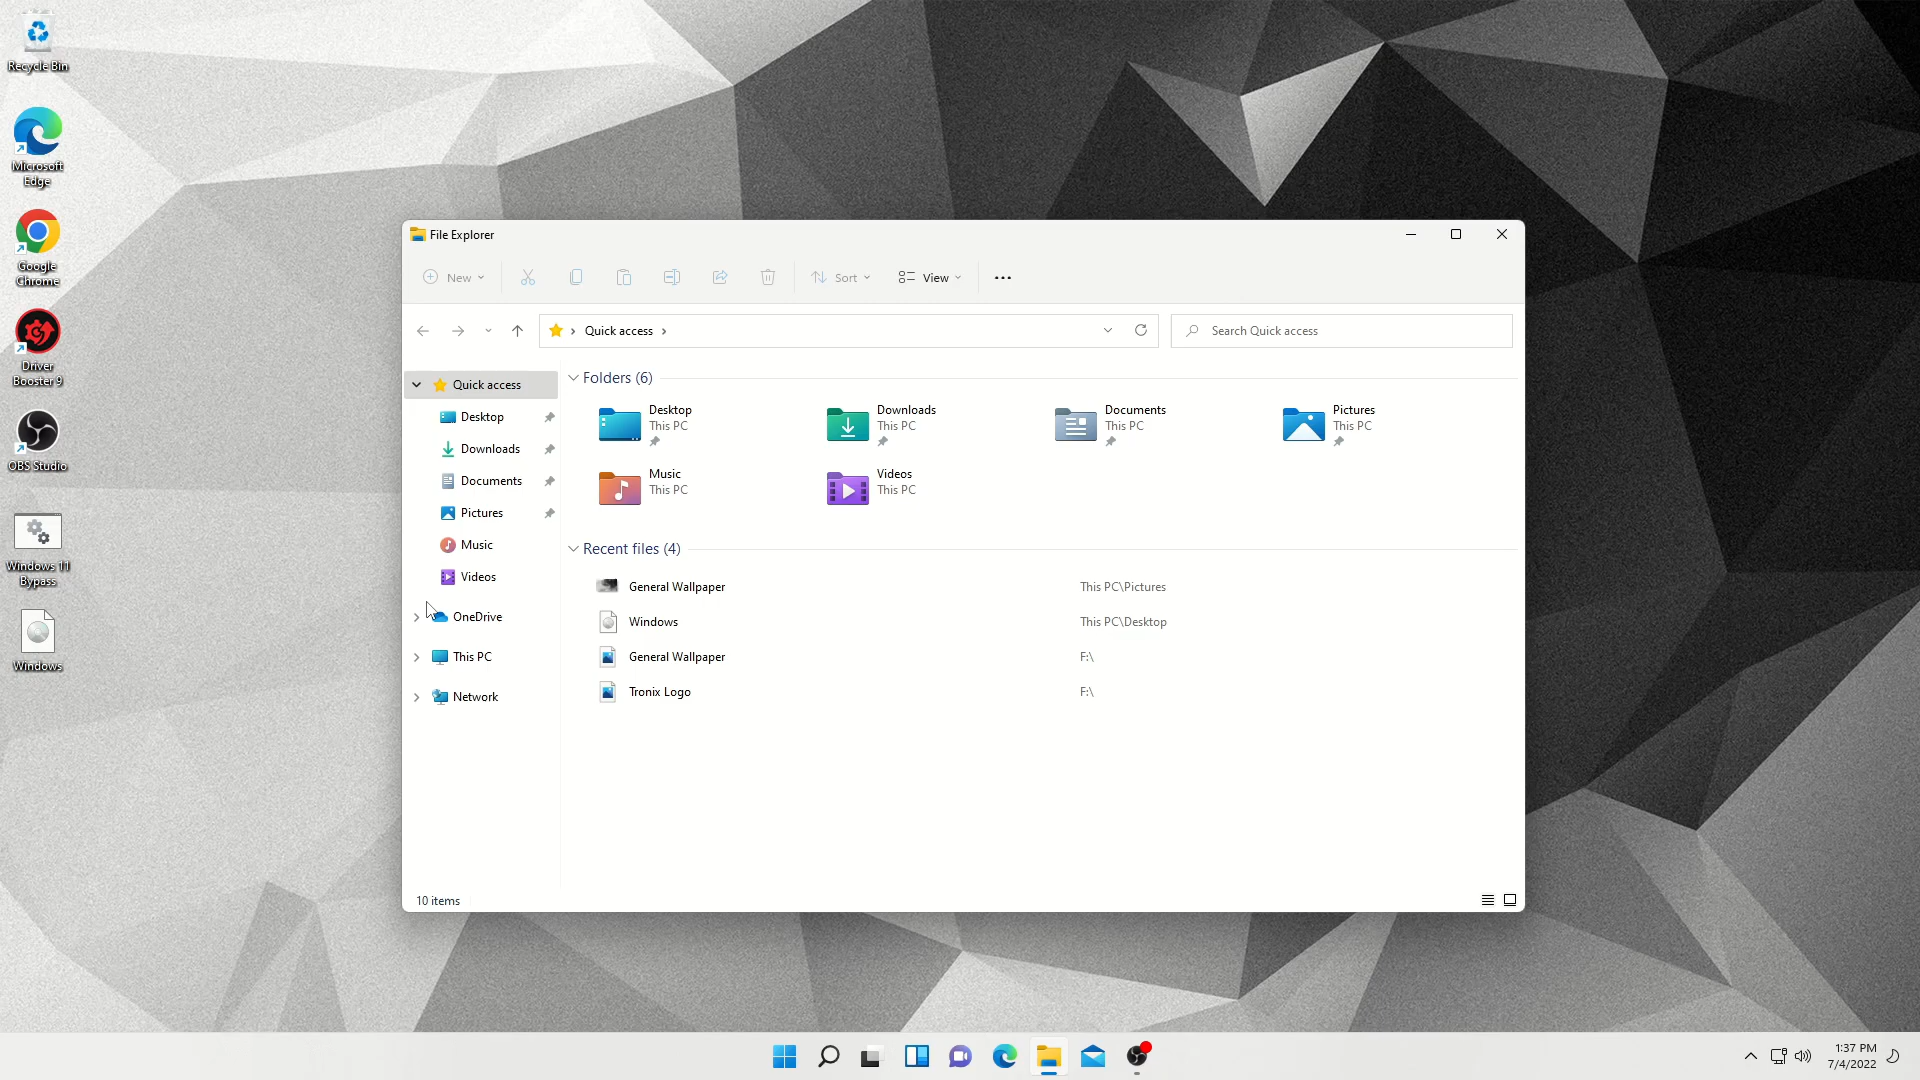 Recycle Bin
Microsoft
Edge
Google
Chrome
Driver
Booster 9
OBS Studio
Windows 11
Bypass
Windows
File Explorer
New
Sort
View
Quick access
Search Quick access
Quick access
Desktop
Downloads
Documents
Pictures
Music
Videos
OneDrive
This PC
Network
Folders (6)
Desktop
This PC
Downloads
This PC
Documents
This PC
Pictures
This PC
Music
This PC
Videos
This PC
Recent files (4)
General Wallpaper This PC\Pictures
Windows This PC\Desktop
General Wallpaper F:\
Tronix Logo F:\
10 items
1:37 PM
7/4/2022